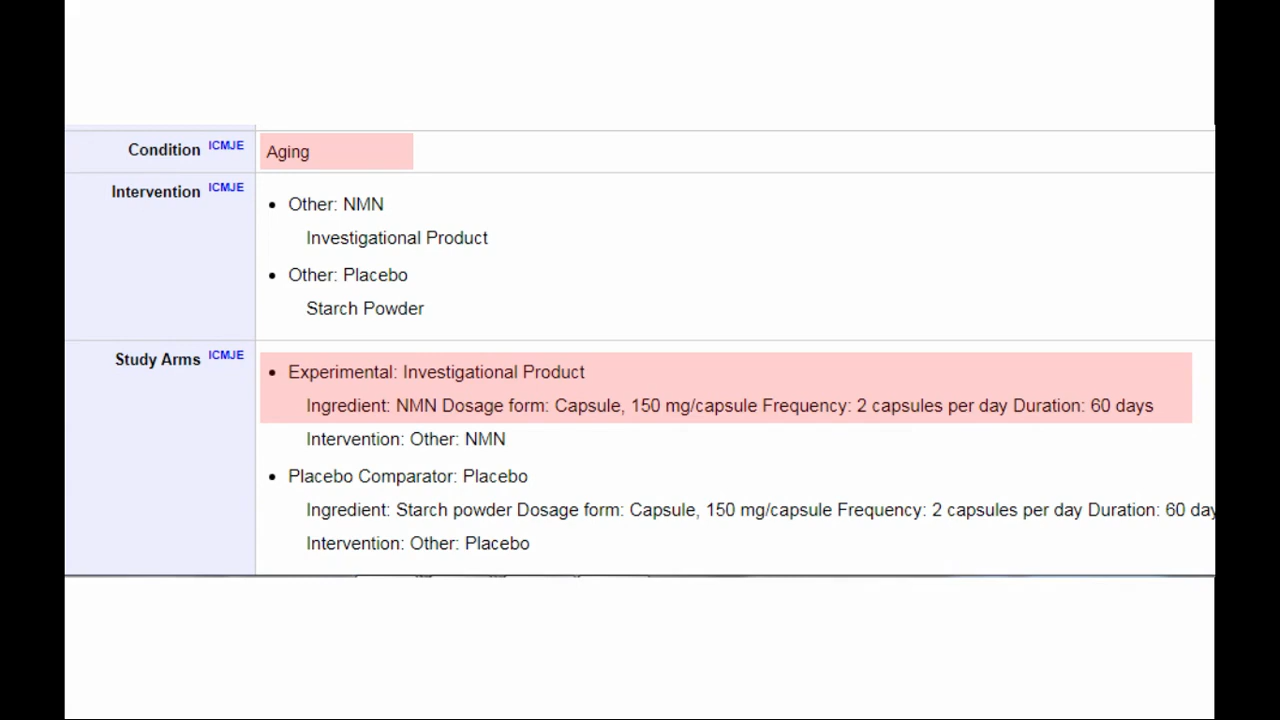 Condition ICMJE Aging
Intervention ICMJE
• Other: NMN
Investigational Product
• Other: Placebo
Starch Powder
Study Arms ICMJE
• Experimental: Investigational Product
Ingredient: NMN Dosage form: Capsule, 150 mg/capsule Frequency: 2 capsules per day Duration: 60 days
Intervention: Other: NMN
• Placebo Comparator: Placebo
Ingredient: Starch powder Dosage form: Capsule, 150 mg/capsule Frequency: 2 capsules per day Duration: 60 day
Intervention: Other: Placebo